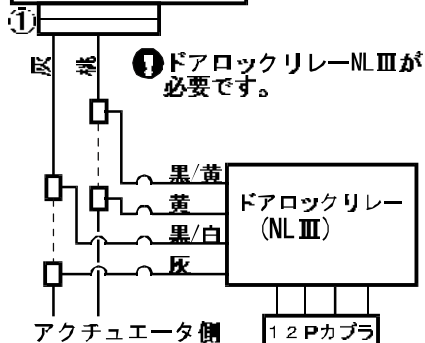 ①
灰 桃
ドアロックリレーNLⅢが
必要です。
黒/黄
黄
黒/白
灰
ドアロックリレー
(NLⅢ)
アクチュエータ側
12Pカプラ